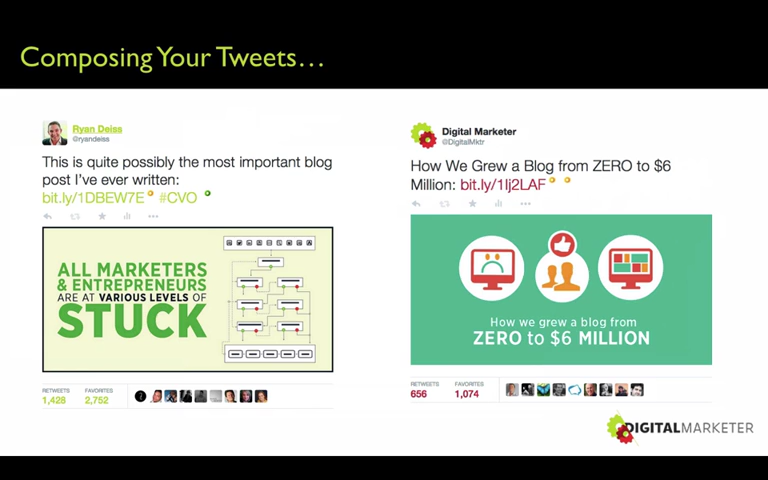 Composing Your Tweets…
Ryan Deiss
@ryandeiss
This is quite possibly the most important blog
post I've ever written:
bit.ly/1DBEW7E #CVO
ALL MARKETERS
& ENTREPRENEURS
ARE AT VARIOUS LEVELS OF
STUCK
RETWEETS FAVORITES
1,428 2,752
Digital Marketer
@DigitalMktr
How We Grew a Blog from ZERO to $6
Million: bit.ly/1Ij2LAF
How we grew a blog from
ZERO to $6 MILLION
RETWEETS FAVORITES
656 1,074
DIGITALMARKETER